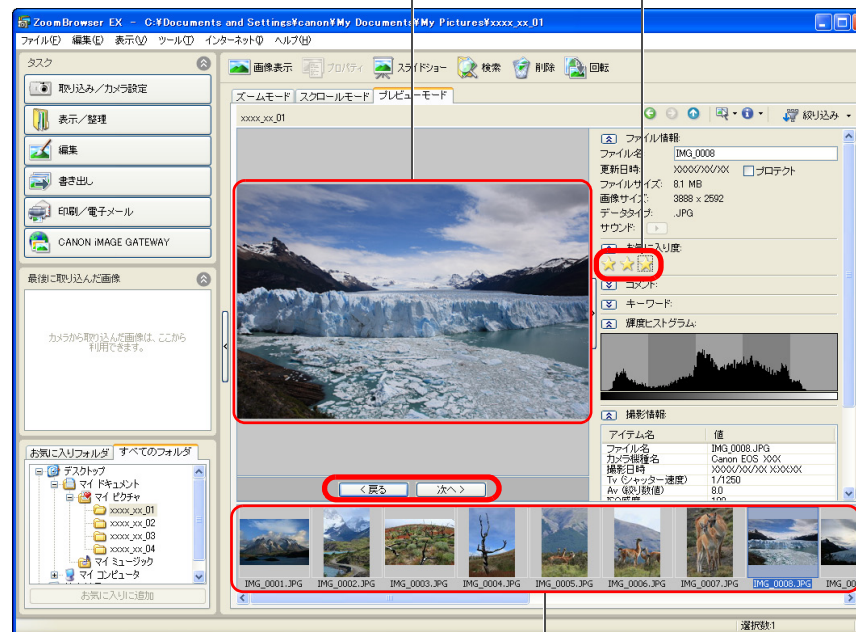 ZoomBrowser EX - C:¥Documents and Settings¥canon¥My Documents¥My Pictures¥xxxx_xx_01
ファイル(F) 編集(E) 表示(V) ツール(T) インターネット(I) ヘルプ(H)
タスク
取り込み／カメラ設定
表示／整理
編集
書き出し
印刷／電子メール
CANON iMAGE GATEWAY
最後に取り込んだ画像
カメラから取り込んだ画像は、ここから
利用できます。
お気に入りフォルダ すべてのフォルダ
デスクトップ
マイ ドキュメント
マイ ピクチャ
xxxx_xx_01
xxxx_xx_02
xxxx_xx_03
xxxx_xx_04
マイ ミュージック
マイ コンピュータ
お気に入りに追加
画像表示 プロパティ スライドショー 検索 削除 回転
ズームモード スクロールモード プレビューモード
xxxx_xx_01
絞り込み
ファイル情報:
ファイル名 IMG_0008
更新日時: XXXX/XX/XX プロテクト
ファイルサイズ: 8.1 MB
画像サイズ: 3888 x 2592
データタイプ: .JPG
サウンド:
お気に入り度:
コメント:
キーワード:
輝度ヒストグラム:
撮影情報:
アイテム名 値
ファイル名 IMG_0008.JPG
カメラ機種名 Canon EOS XXX
撮影日時 XXXX/XX/XX XX:XX:XX
Tv (シャッター速度) 1/1250
Av (絞り数値) 8.0
ISO感度 100
<戻る 次へ>
IMG_0001.JPG IMG_0002.JPG IMG_0003.JPG IMG_0004.JPG IMG_0005.JPG IMG_0006.JPG IMG_0007.JPG IMG_0008.JPG IMG_00
選択数:1